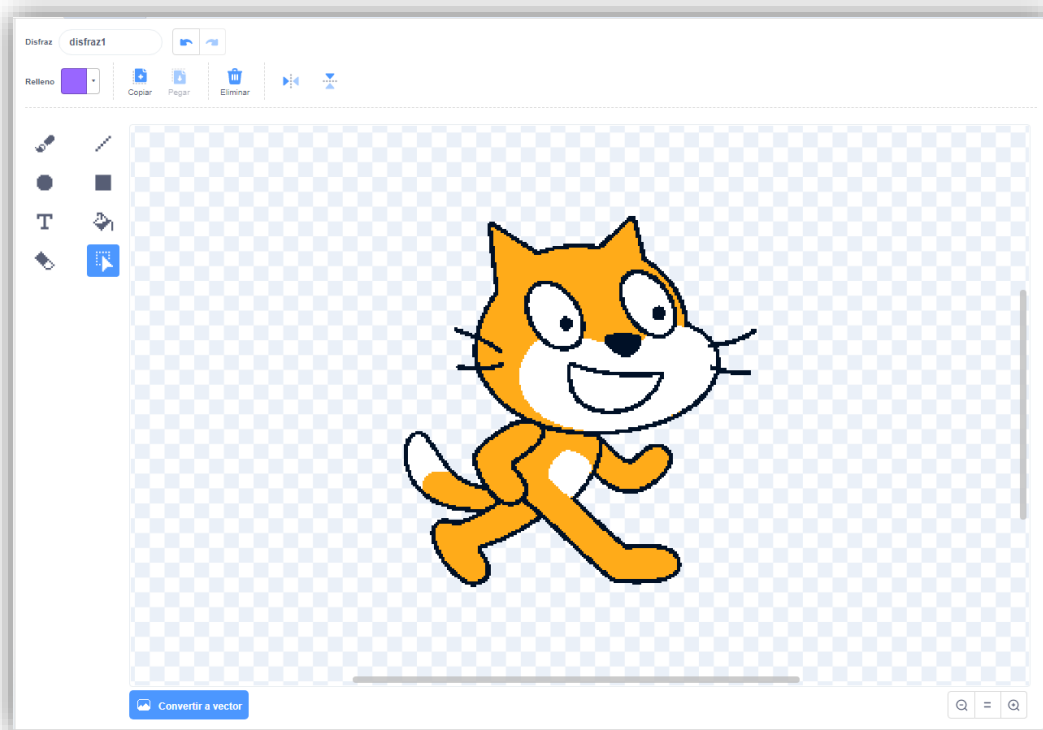 Disfraz disfraz1
Relleno
Copiar Pegar Eliminar
T
Convertir a vector